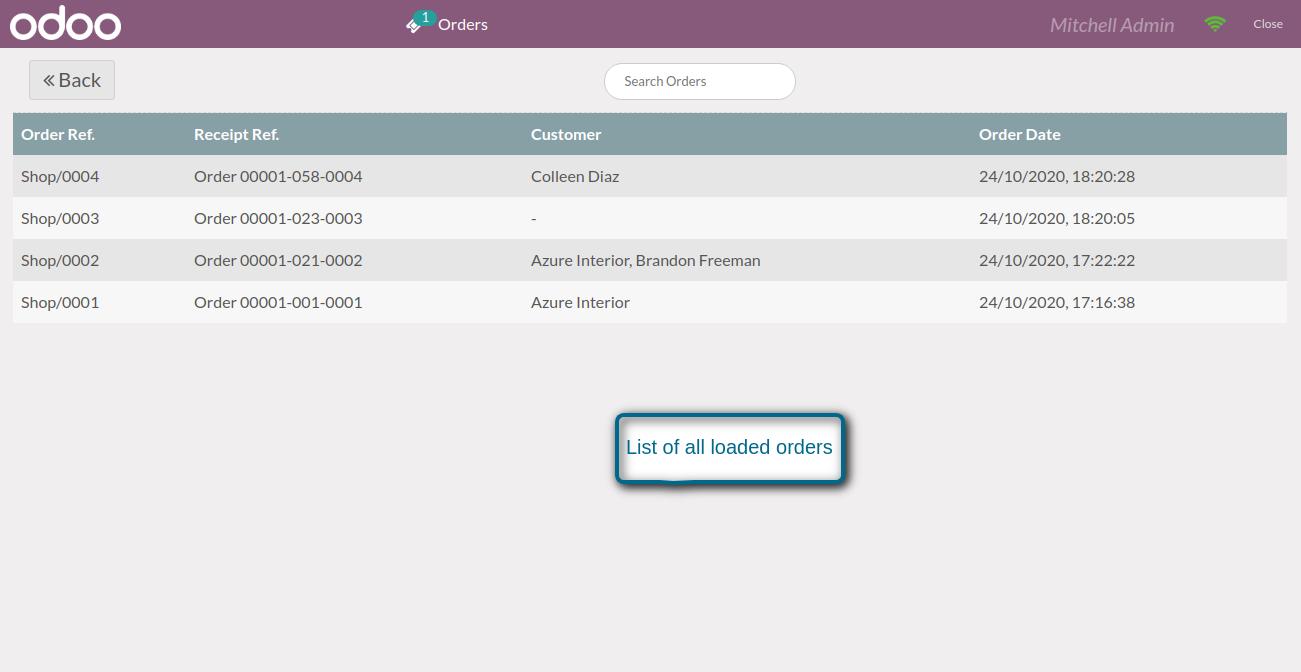 odoo 1 Orders Mitchell Admin Close
Back Search Orders
Order Ref. Receipt Ref. Customer Order Date
Shop/0004 Order 00001-058-0004 Colleen Diaz 24/10/2020, 18:20:28
Shop/0003 Order 00001-023-0003 - 24/10/2020, 18:20:05
Shop/0002 Order 00001-021-0002 Azure Interior, Brandon Freeman 24/10/2020, 17:22:22
Shop/0001 Order 00001-001-0001 Azure Interior 24/10/2020, 17:16:38
List of all loaded orders